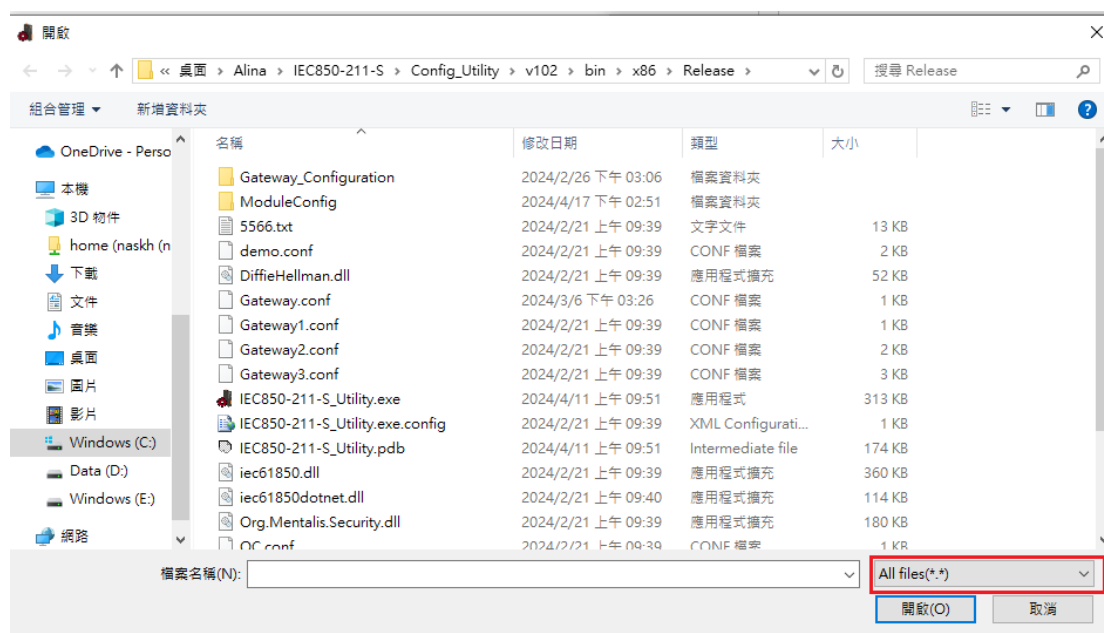 開啟
« 桌面 › Alina › IEC850-211-S › Config_Utility › v102 › bin › x86 › Release ›
搜尋 Release
組合管理 新增資料夾
名稱 修改日期 類型 大小
OneDrive - Perso
本機
3D 物件
home (naskh (n
下載
文件
音樂
桌面
圖片
影片
Windows (C:)
Data (D:)
Windows (E:)
網路
Gateway_Configuration 2024/2/26 下午 03:06 檔案資料夾
ModuleConfig 2024/4/17 下午 02:51 檔案資料夾
5566.txt 2024/2/21 上午 09:39 文字文件 13 KB
demo.conf 2024/2/21 上午 09:39 CONF 檔案 2 KB
DiffieHellman.dll 2024/2/21 上午 09:39 應用程式擴充 52 KB
Gateway.conf 2024/3/6 下午 03:26 CONF 檔案 1 KB
Gateway1.conf 2024/2/21 上午 09:39 CONF 檔案 1 KB
Gateway2.conf 2024/2/21 上午 09:39 CONF 檔案 2 KB
Gateway3.conf 2024/2/21 上午 09:39 CONF 檔案 3 KB
IEC850-211-S_Utility.exe 2024/4/11 上午 09:51 應用程式 313 KB
IEC850-211-S_Utility.exe.config 2024/2/21 上午 09:39 XML Configurati... 1 KB
IEC850-211-S_Utility.pdb 2024/4/11 上午 09:51 Intermediate file 174 KB
iec61850.dll 2024/2/21 上午 09:39 應用程式擴充 360 KB
iec61850dotnet.dll 2024/2/21 上午 09:40 應用程式擴充 114 KB
Org.Mentalis.Security.dll 2024/2/21 上午 09:39 應用程式擴充 180 KB
OC.conf 2024/2/21 上午 09:39 CONF 檔案 1 KB
檔案名稱(N): All files(*.*)
開啟(O) 取消